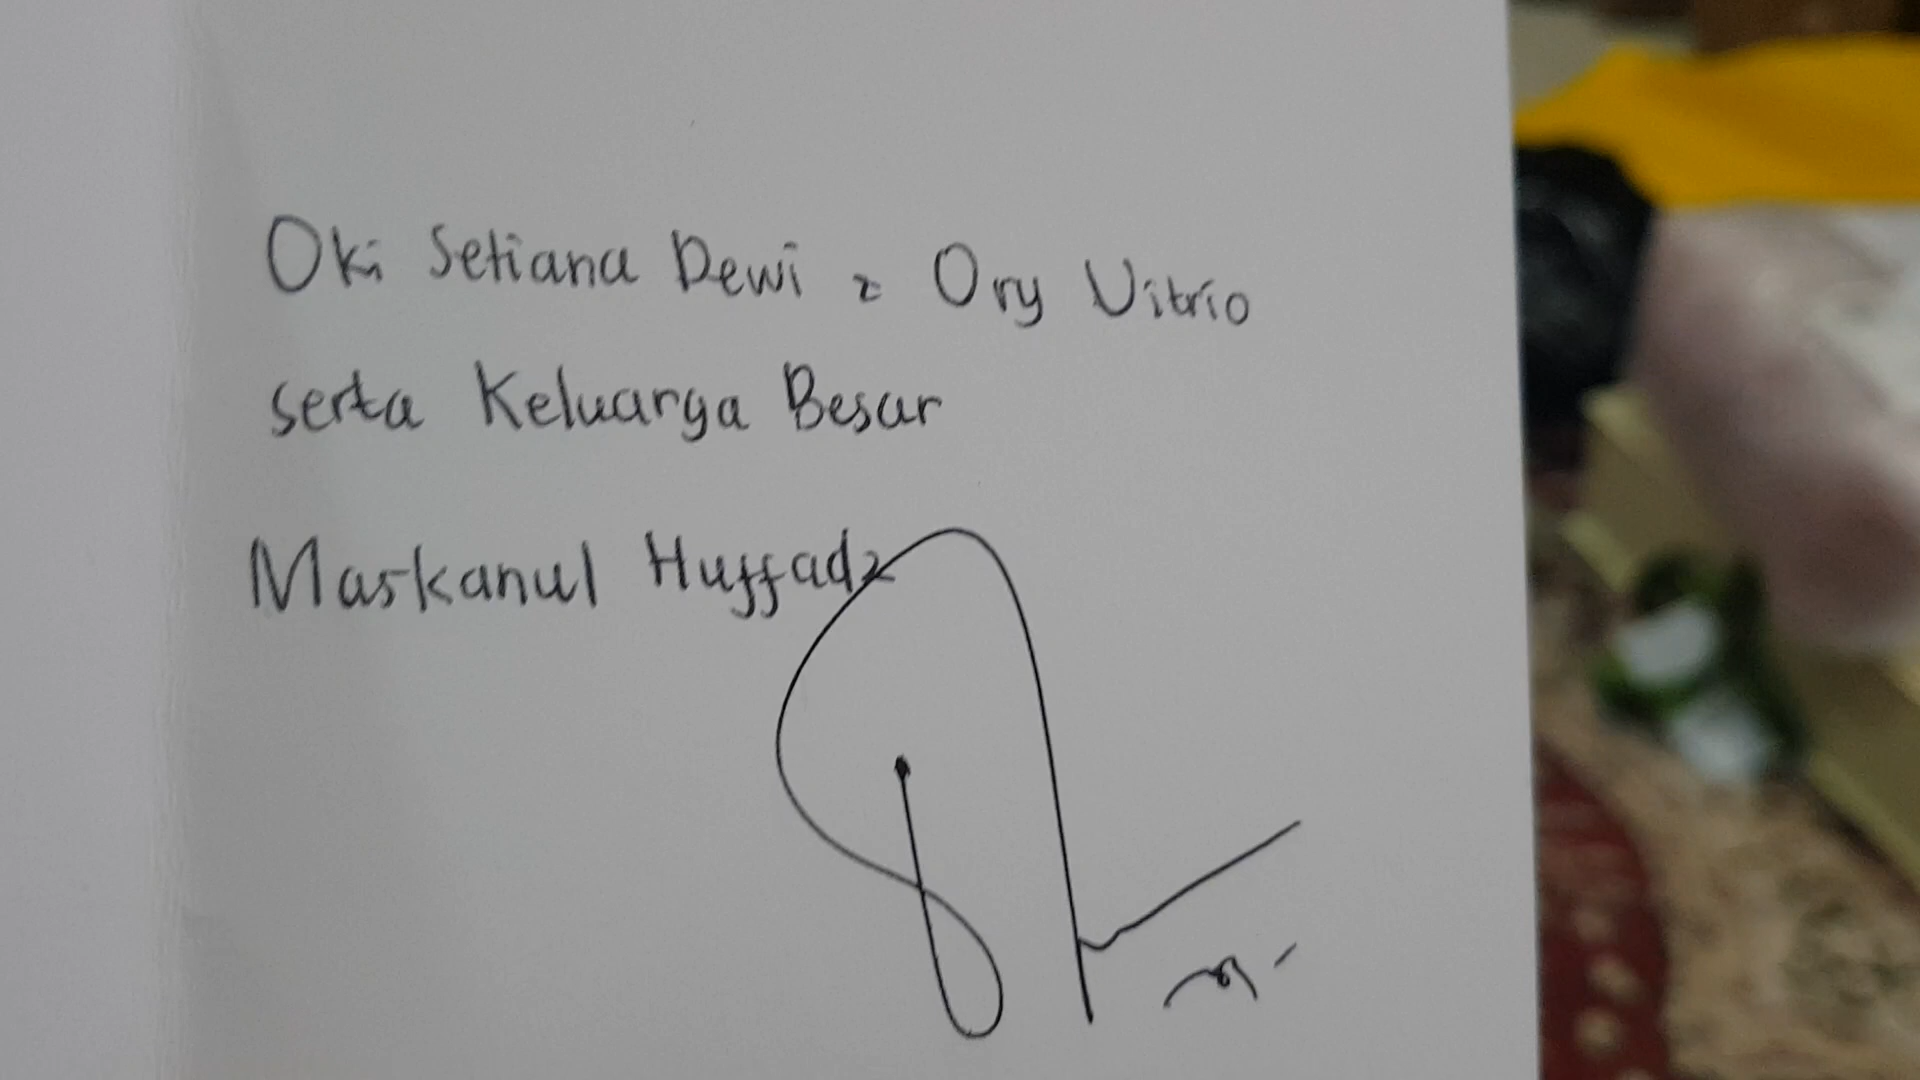 Oki Setiana Dewi & Ory Vitrio
serta Keluarga Besar
Maskanul Huffadz